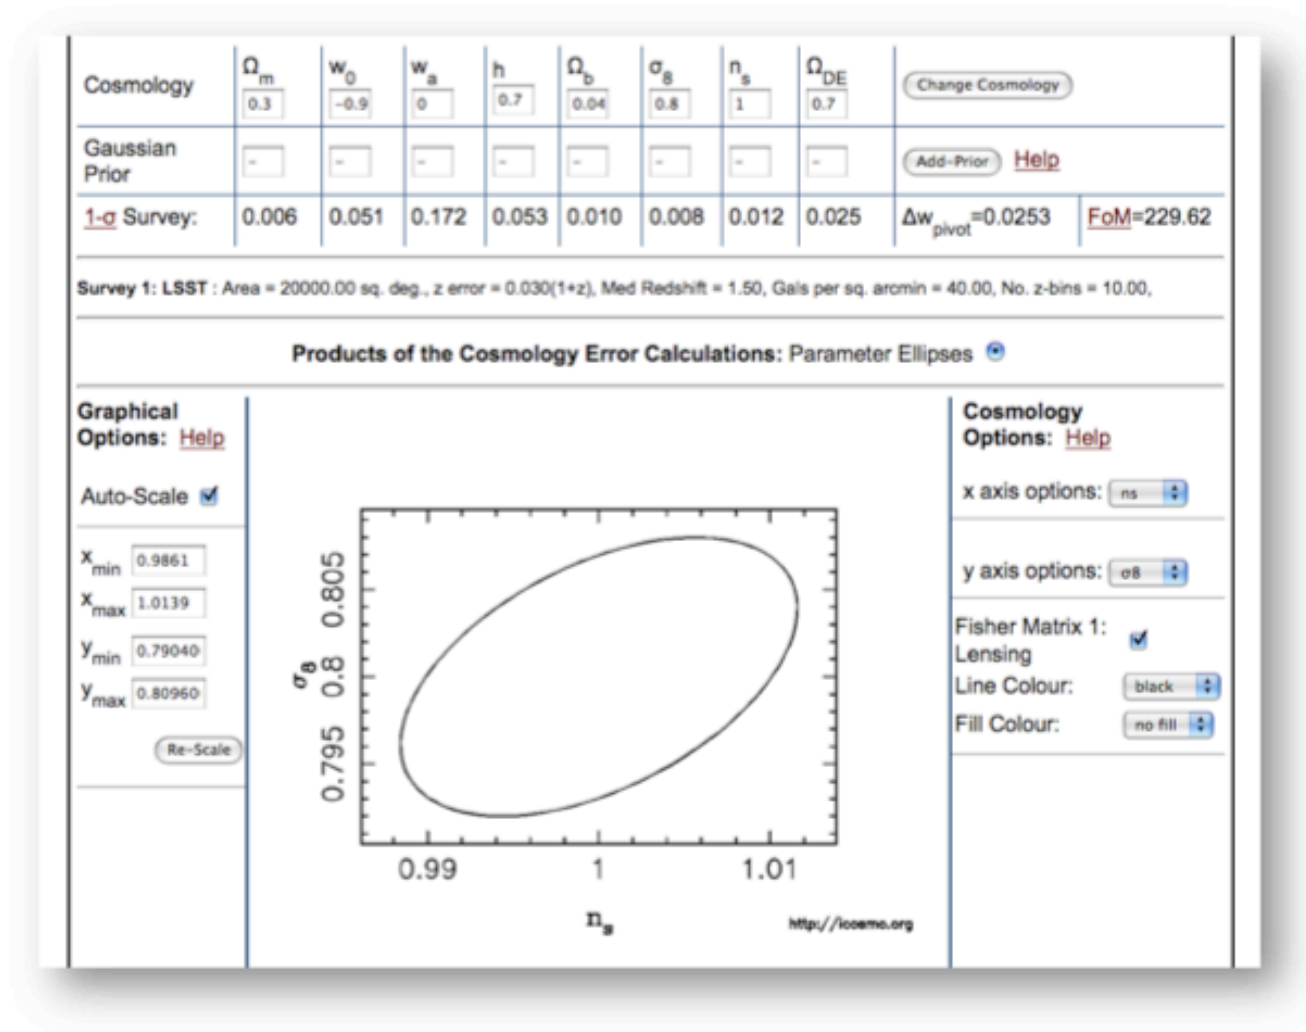 Cosmology Ωm w0 wa h Ωb σ8 ns ΩDE
0.3 -0.9 0 0.7 0.04 0.8 1 0.7 Change Cosmology
Gaussian
Prior - - - - - - - - Add-Prior Help
1-σ Survey: 0.006 0.051 0.172 0.053 0.010 0.008 0.012 0.025 Δwpivot=0.0253 FoM=229.62
Survey 1: LSST : Area = 20000.00 sq. deg., z error = 0.030(1+z), Med Redshift = 1.50, Gals per sq. arcmin = 40.00, No. z-bins = 10.00,
Products of the Cosmology Error Calculations: Parameter Ellipses
Graphical
Options: Help
Auto-Scale
xmin 0.9861
xmax 1.0139
ymin 0.79040
ymax 0.80960
Re-Scale
σ8
0.805
0.8
0.795
0.99 1 1.01
ns
http://icosmo.org
Cosmology
Options: Help
x axis options: ns
y axis options: σ8
Fisher Matrix 1:
Lensing
Line Colour: black
Fill Colour: no fill